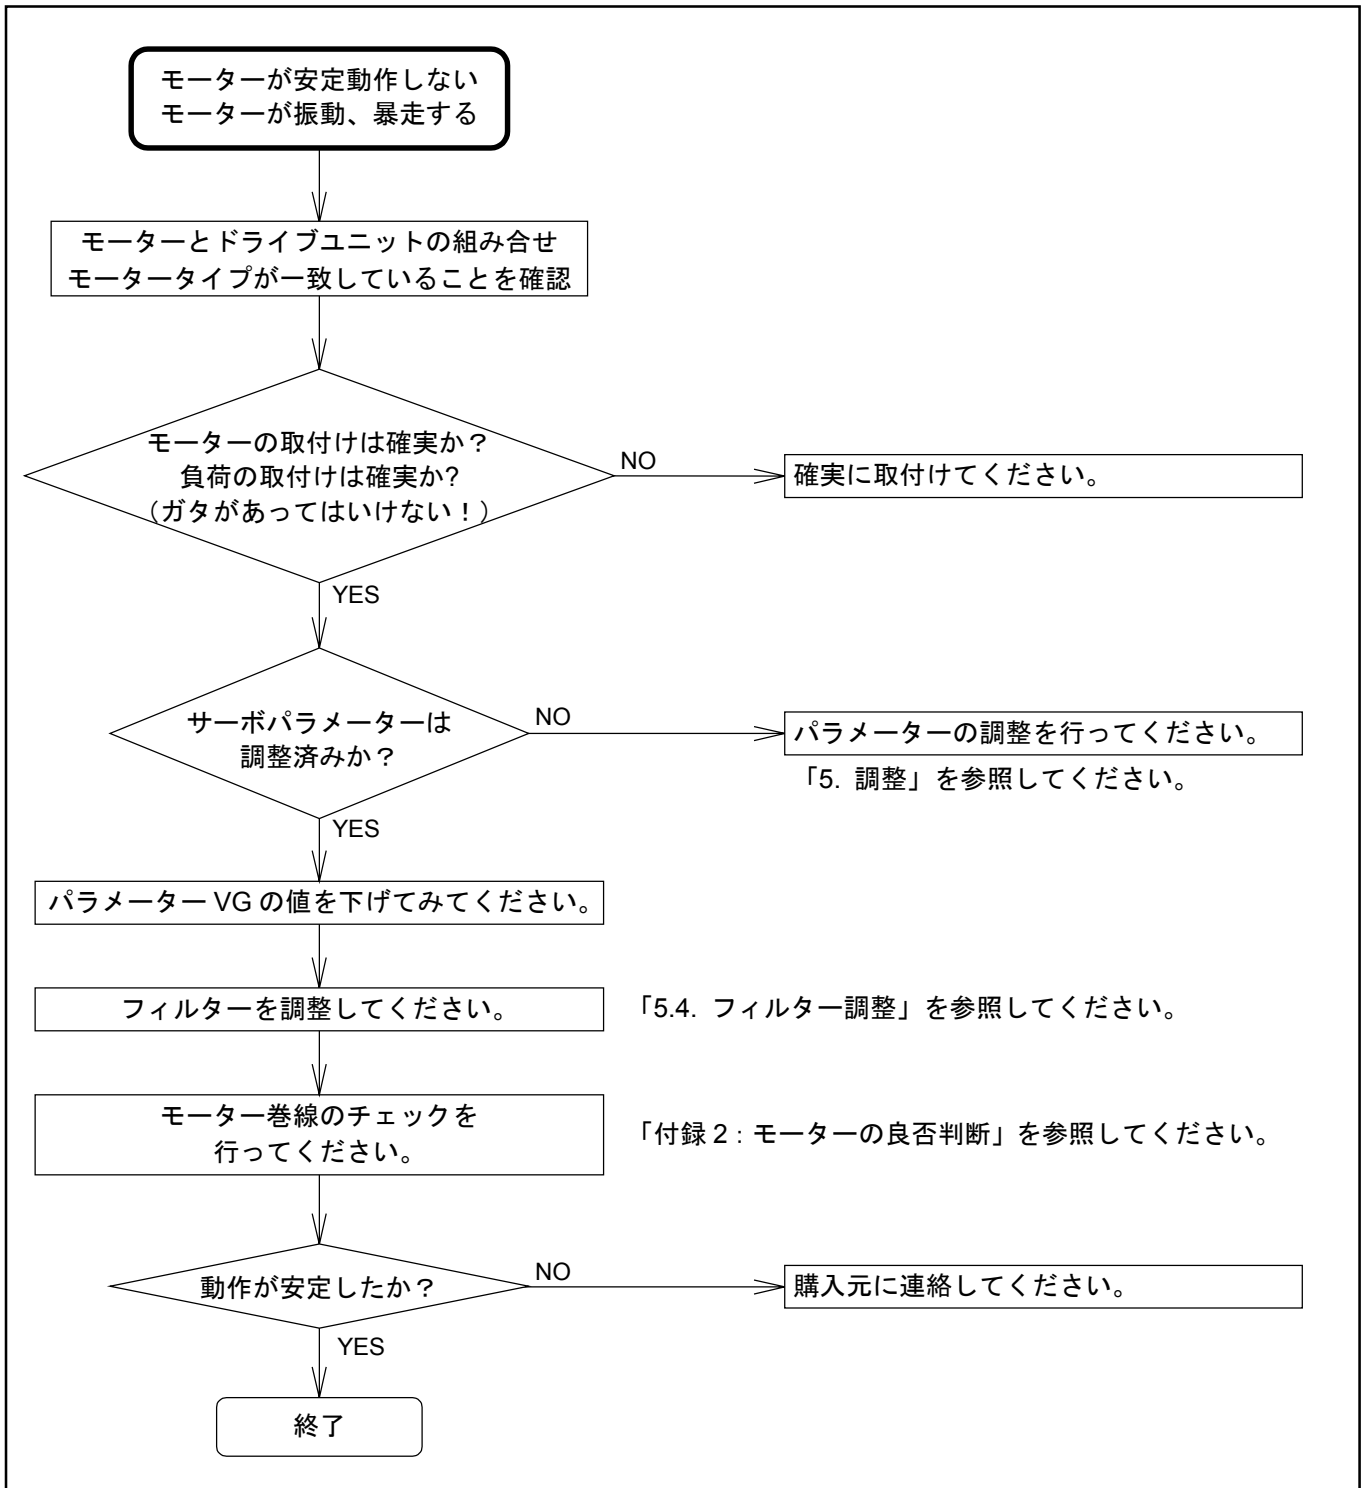 モーターが安定動作しない
モーターが振動、暴走する
モーターとドライブユニットの組み合せ
モータータイプが一致していることを確認
モーターの取付けは確実か？
負荷の取付けは確実か?
（ガタがあってはいけない！）
NO
確実に取付けてください。
YES
サーボパラメーターは
調整済みか？
NO
パラメーターの調整を行ってください。
「5. 調整」を参照してください。
YES
パラメーター VG の値を下げてみてください。
フィルターを調整してください。
「5.4. フィルター調整」を参照してください。
モーター巻線のチェックを
行ってください。
「付録 2 : モーターの良否判断」を参照してください。
動作が安定したか？
NO
購入元に連絡してください。
YES
終了